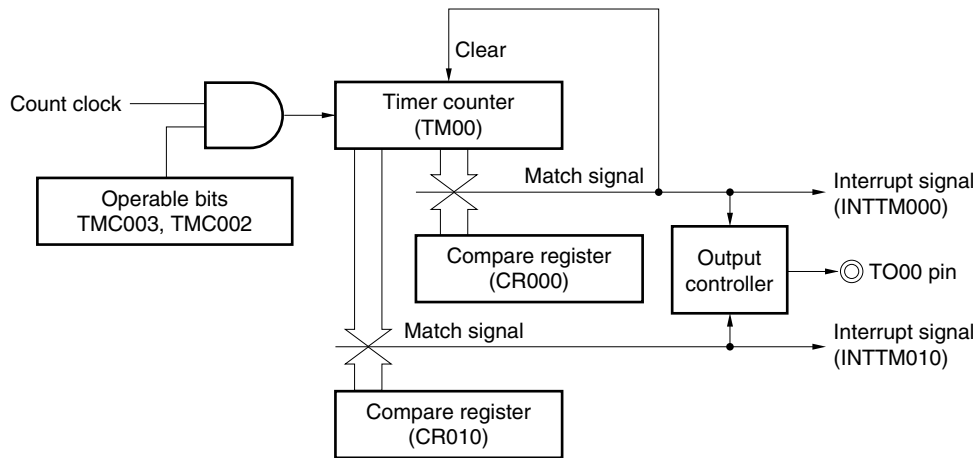 Clear
Count clock
Timer counter
(TM00)
Operable bits
TMC003, TMC002
Match signal
Interrupt signal
(INTTM000)
Compare register
(CR000)
Output
controller
TO00 pin
Match signal
Interrupt signal
(INTTM010)
Compare register
(CR010)